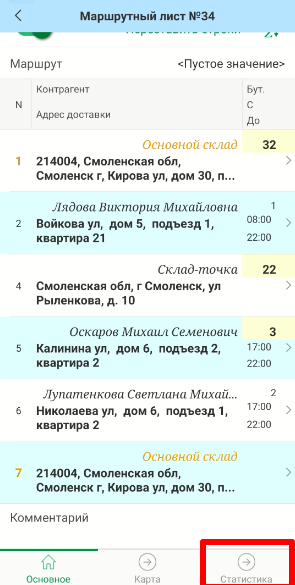 Маршрутный лист №34
Переставить строки
Маршрут <Пустое значение>
N Контрагент Бут.
С
Адрес доставки До
Основной склад 32
1 214004, Смоленская обл,
Смоленск г, Кирова ул, дом 30, п...
Лядова Виктория Михайловна 1
2 Войкова ул, дом 5, подъезд 1, 08:00
квартира 21 22:00
Склад-точка 22
4 Смоленская обл, г Смоленск, ул
Рыленкова, д. 10
Оскаров Михаил Семенович 3
5 Калинина ул, дом 6, подъезд 2, 17:00
квартира 2 22:00
Лупатенкова Светлана Михай... 2
6 Николаева ул, дом 6, подъезд 1, 17:00
квартира 2 22:00
Основной склад
7 214004, Смоленская обл,
Смоленск г, Кирова ул, дом 30, п...
Комментарий
Основное Карта Статистика